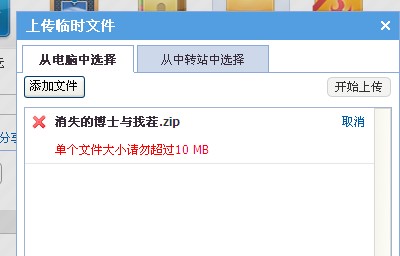 上传临时文件
从电脑中选择
从中转站中选择
添加文件
开始上传
消失的博士与找茬.zip
取消
单个文件大小请勿超过10 MB
分享